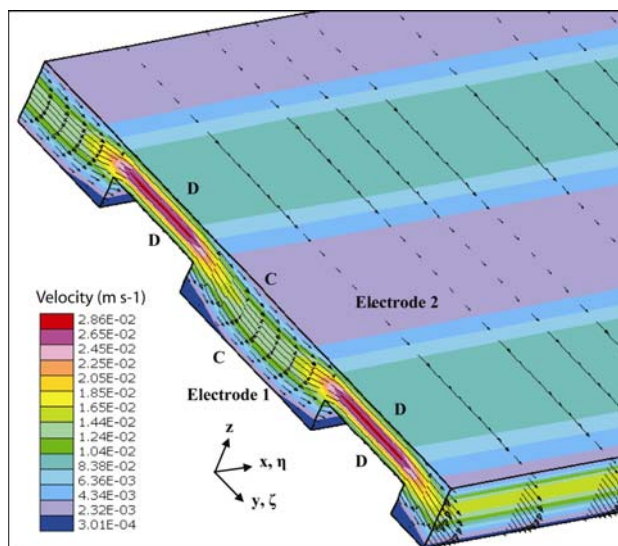 D
D
C
Electrode 2
C
Electrode 1
D
D
Velocity (m s-1)
2.86E-02
2.65E-02
2.45E-02
2.25E-02
2.05E-02
1.85E-02
1.65E-02
1.44E-02
1.24E-02
1.04E-02
8.38E-02
6.36E-03
4.34E-03
2.32E-03
3.01E-04
z
x, η
y, ζ